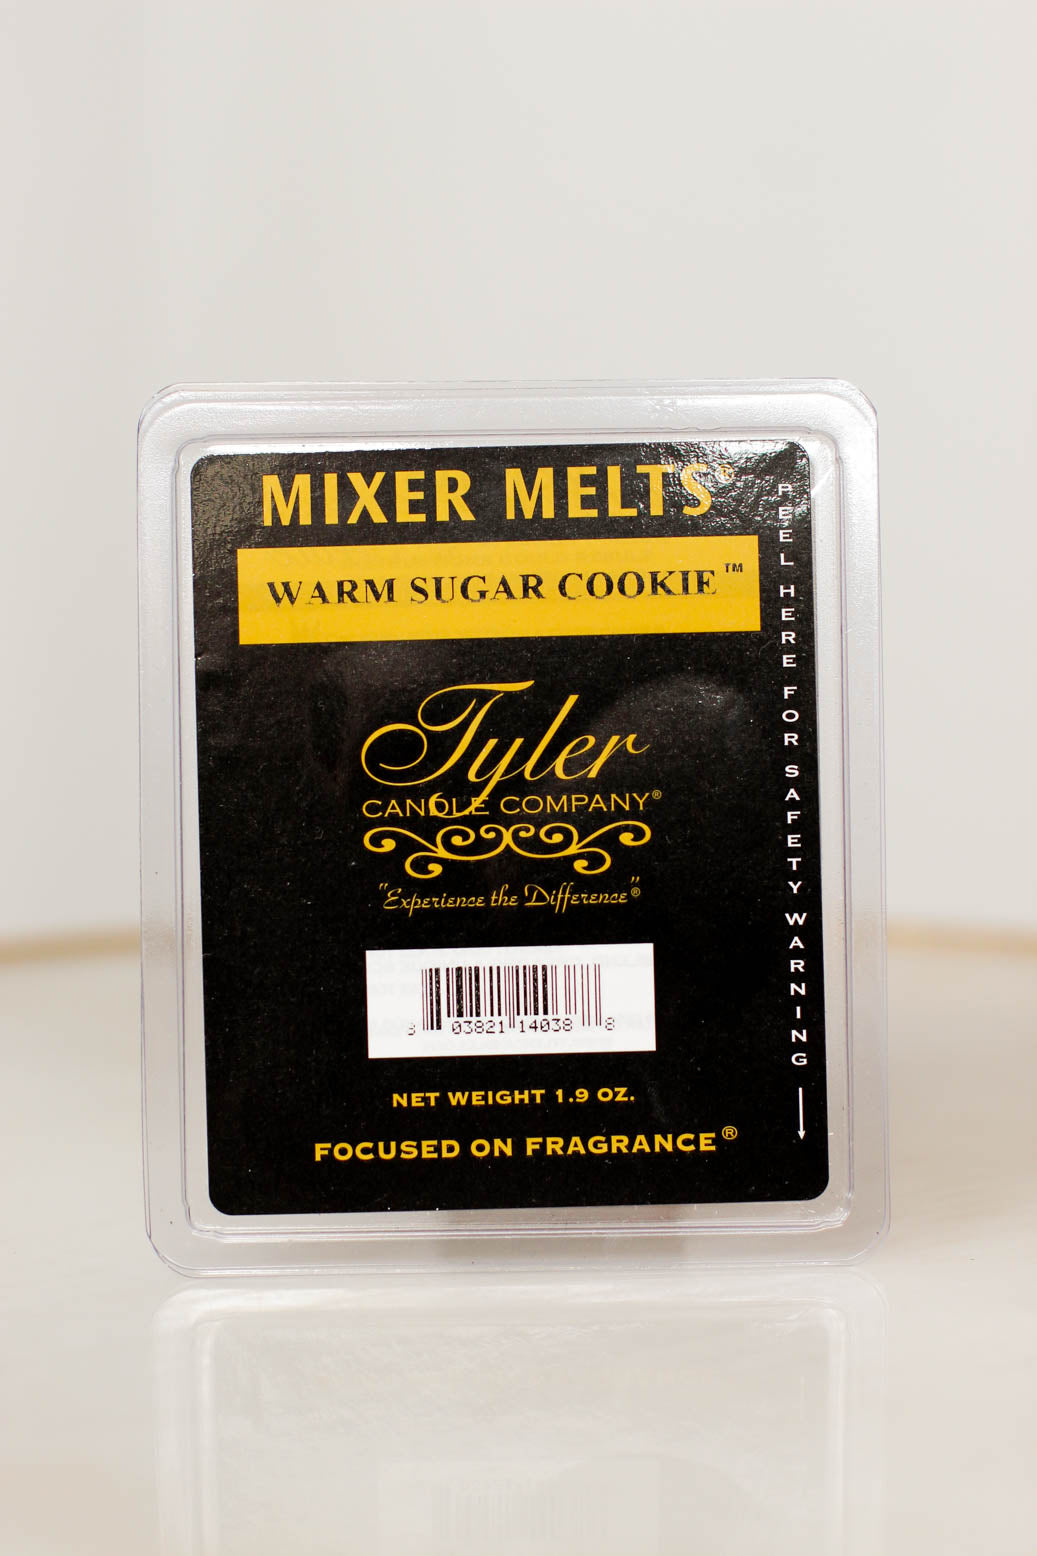 MIXER MELTS®
WARM SUGAR COOKIE™
Tyler
CANDLE COMPANY®
"Experience the Difference®"
3 03821 14038 8
NET WEIGHT 1.9 OZ.
FOCUSED ON FRAGRANCE®
PEEL HERE FOR SAFETY WARNING